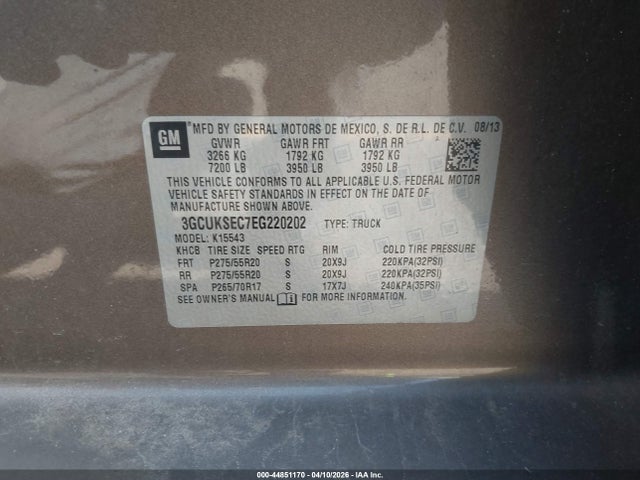 GM
MFD BY GENERAL MOTORS DE MEXICO, S. DE R.L. DE C.V. 08/13
GVWR GAWR FRT GAWR RR
3266 KG 1792 KG 1792 KG
7200 LB 3950 LB 3950 LB
THIS VEHICLE CONFORMS TO ALL APPLICABLE U.S. FEDERAL MOTOR
VEHICLE SAFETY STANDARDS IN EFFECT ON THE DATE OF
MANUFACTURE SHOWN ABOVE.
3GCUKSEC7EG220202 TYPE: TRUCK
MODEL: K15543
KHCB TIRE SIZE SPEED RTG RIM COLD TIRE PRESSURE
FRT P275/55R20 S 20X9J 220KPA(32PSI)
RR P275/55R20 S 20X9J 220KPA(32PSI)
SPA P265/70R17 S 17X7J 240KPA(35PSI)
SEE OWNER'S MANUAL FOR MORE INFORMATION.
000-44851170 - 04/10/2026 - IAA Inc.